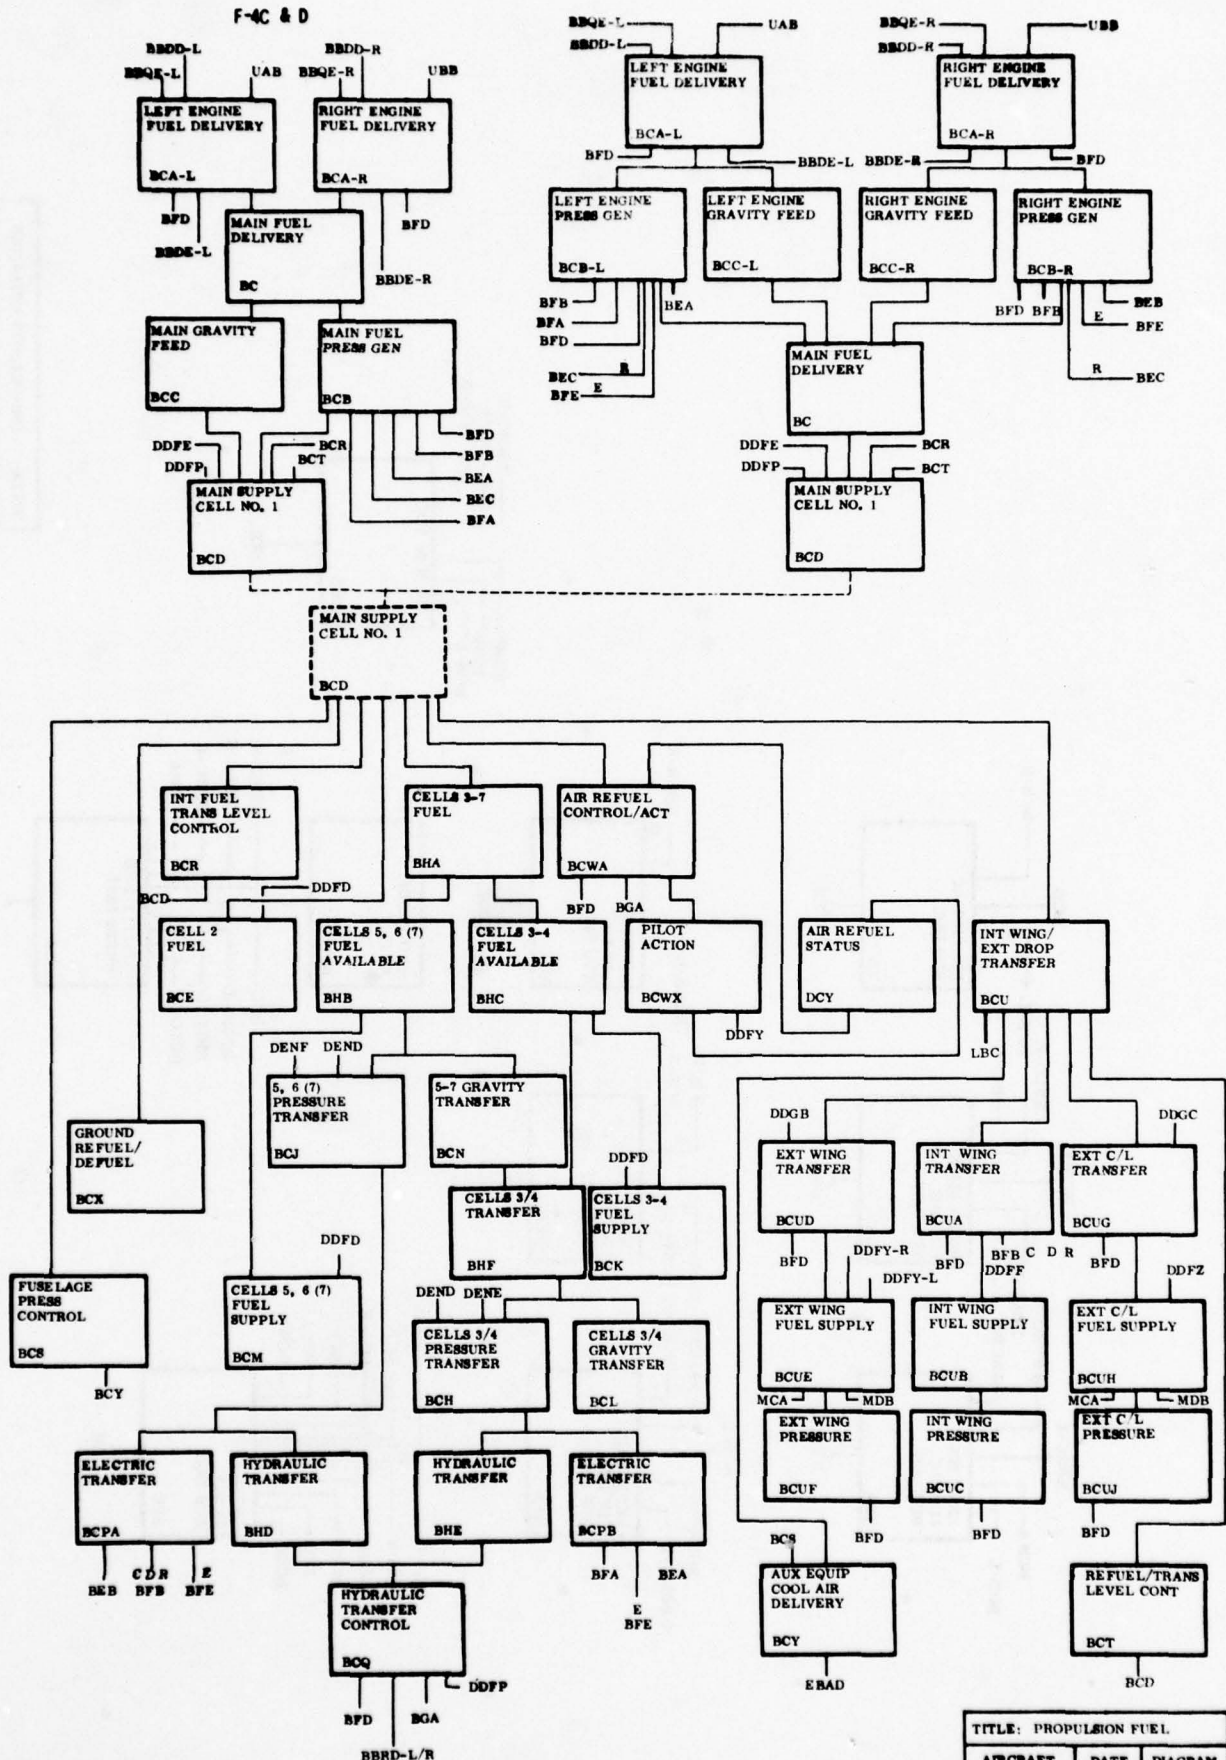 F-4C & D
BBDD-L
BBDD-R
BBQE-L
UAB
BBQE-R
UBB
LEFT ENGINE
FUEL DELIVERY
BCA-L
RIGHT ENGINE
FUEL DELIVERY
BCA-R
BFD
BBDE-L
BFD
BBDE-R
MAIN FUEL
DELIVERY
BC
MAIN GRAVITY
FEED
BCC
MAIN FUEL
PRESS GEN
BCB
DDFE
DDFP
BCR
BCT
BFD
BFB
BEA
BEC
BFA
MAIN SUPPLY
CELL NO. 1
BCD
BBQE-L
BBDD-L
UAB
BBQE-R
BBDD-R
UBB
LEFT ENGINE
FUEL DELIVERY
BCA-L
RIGHT ENGINE
FUEL DELIVERY
BCA-R
BFD
BBDE-L
BBDE-R
BFD
LEFT ENGINE
PRESS GEN
BCB-L
LEFT ENGINE
GRAVITY FEED
BCC-L
RIGHT ENGINE
GRAVITY FEED
BCC-R
RIGHT ENGINE
PRESS GEN
BCB-R
BFB
BFA
BFD
BEC
R
BFE
E
BEA
BFD
BFB
BEB
E
BFE
R
BEC
MAIN FUEL
DELIVERY
BC
DDFE
DDFP
BCR
BCT
MAIN SUPPLY
CELL NO. 1
BCD
MAIN SUPPLY
CELL NO. 1
BCD
INT FUEL
TRANS LEVEL
CONTROL
BCR
CELLS 3-7
FUEL
BHA
AIR REFUEL
CONTROL/ACT
BCWA
BCD
DDFD
BFD
BGA
CELL 2
FUEL
BCE
CELLS 5, 6 (7)
FUEL
AVAILABLE
BHB
CELLS 3-4
FUEL
AVAILABLE
BHC
PILOT
ACTION
BCWX
AIR REFUEL
STATUS
DCY
INT WING/
EXT DROP
TRANSFER
BCU
DDFY
LBC
DENF
DEND
5, 6 (7)
PRESSURE
TRANSFER
BCJ
5-7 GRAVITY
TRANSFER
BCN
GROUND
REFUEL/
DEFUEL
BCX
DDFD
CELLS 3/4
TRANSFER
BHF
CELLS 3-4
FUEL
SUPPLY
BCK
DDGB
EXT WING
TRANSFER
BCUD
INT WING
TRANSFER
BCUA
DDGC
EXT C/L
TRANSFER
BCUG
BFD
DDFY-R
DDFY-L
BFD
BFB C D R
DDFF
BFD
DDFZ
FUSELAGE
PRESS
CONTROL
BCS
BCY
DDFD
CELLS 5, 6 (7)
FUEL
SUPPLY
BCM
DEND
DENE
CELLS 3/4
PRESSURE
TRANSFER
BCH
CELLS 3/4
GRAVITY
TRANSFER
BCL
EXT WING
FUEL SUPPLY
BCUE
INT WING
FUEL SUPPLY
BCUB
EXT C/L
FUEL SUPPLY
BCUH
MCA
MDB
MCA
MDB
EXT WING
PRESSURE
BCUF
INT WING
PRESSURE
BCUC
EXT C/L
PRESSURE
BCUJ
BFD
BFD
BFD
ELECTRIC
TRANSFER
BCPA
HYDRAULIC
TRANSFER
BHD
HYDRAULIC
TRANSFER
BHE
ELECTRIC
TRANSFER
BCPB
BEB
C D R
BFB
E
BFE
BFA
E
BFE
BEA
BCS
AUX EQUIP
COOL AIR
DELIVERY
BCY
EBAD
REFUEL/TRANS
LEVEL CONT
BCT
BCD
HYDRAULIC
TRANSFER
CONTROL
BCQ
BFD
BBRD-L/R
BGA
DDFP
TITLE: PROPULSION FUEL
AIRCRAFT DATE DIAGRAM